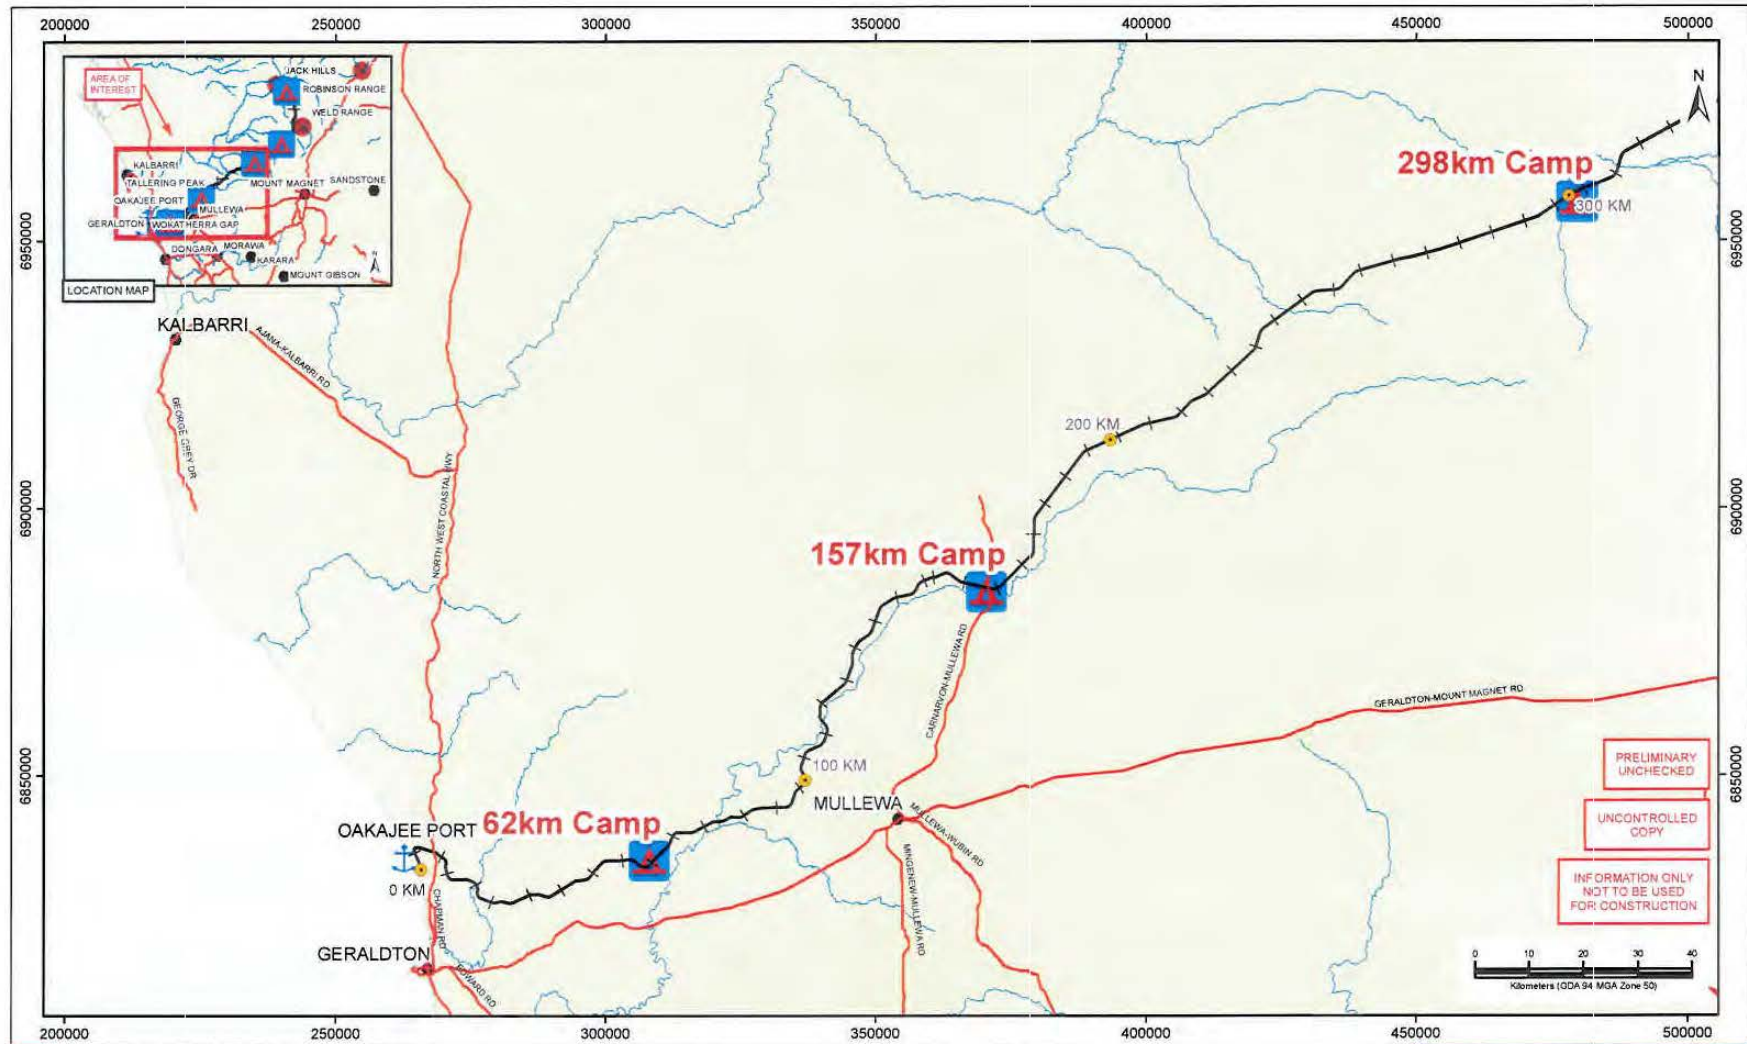 200000
250000
300000
350000
400000
450000
500000
N
AREA OF
INTEREST
JACK HILLS
ROBINSON RANGE
WELD RANGE
KALBARRI
TALLERING PEAK
MOUNT MAGNET
SANDSTONE
OAKAJEE PORT
MULLEWA
GERALDTON
WOKATHERRA GAP
DONGARA
MORAWA
KARARA
MOUNT GIBSON
N
LOCATION MAP
298km Camp
300 KM
6950000
6950000
KALBARRI
AJANA-KALBARRI RD
GEORGE GREY DR
NORTH WEST COASTAL HWY
200 KM
6900000
6900000
157km Camp
CARNARVON-MULLEWA RD
GERALDTON-MOUNT MAGNET RD
6850000
6850000
100 KM
MULLEWA
MULLEWA-WUBIN RD
MINGENEW-MULLEWA RD
OAKAJEE PORT
62km Camp
0 KM
CHAPMAN RD
GERALDTON
EDWARD RD
PRELIMINARY
UNCHECKED
UNCONTROLLED
COPY
INFORMATION ONLY
NOT TO BE USED
FOR CONSTRUCTION
0 10 20 30 40
Kilometers (GDA 94 MGA Zone 50)
200000
250000
300000
350000
400000
450000
500000